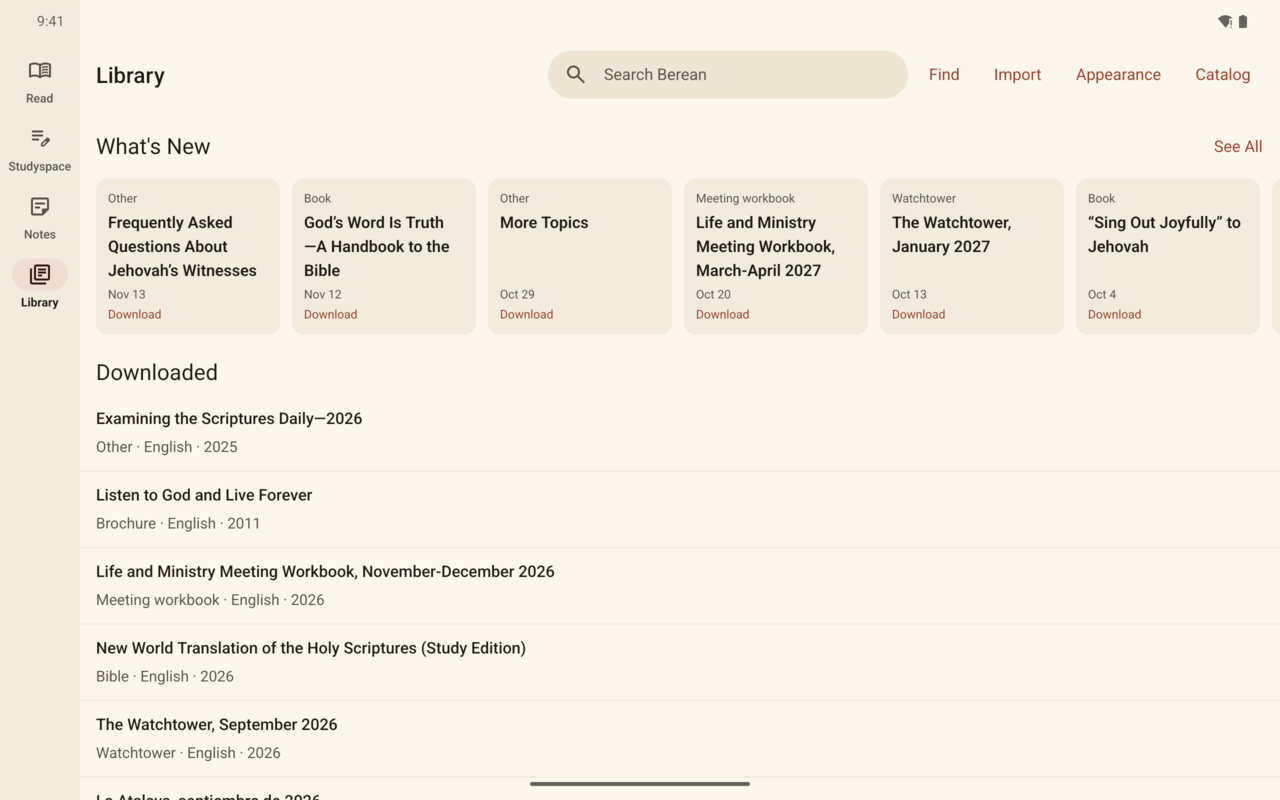 9:41
Read
Studyspace
Notes
Library
Library
Search Berean
Find
Import
Appearance
Catalog
What's New
See All
Other
Frequently Asked
Questions About
Jehovah’s Witnesses
Nov 13
Download
Book
God’s Word Is Truth
—A Handbook to the
Bible
Nov 12
Download
Other
More Topics
Oct 29
Download
Meeting workbook
Life and Ministry
Meeting Workbook,
March-April 2027
Oct 20
Download
Watchtower
The Watchtower,
January 2027
Oct 13
Download
Book
“Sing Out Joyfully” to
Jehovah
Oct 4
Download
Downloaded
Examining the Scriptures Daily—2026
Other · English · 2025
Listen to God and Live Forever
Brochure · English · 2011
Life and Ministry Meeting Workbook, November-December 2026
Meeting workbook · English · 2026
New World Translation of the Holy Scriptures (Study Edition)
Bible · English · 2026
The Watchtower, September 2026
Watchtower · English · 2026
La Atalaya, septiembre de 2026